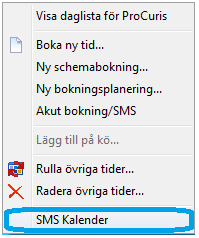 Visa daglista för ProCuris
Boka ny tid...
Ny schemabokning...
Ny bokningsplanering...
Akut bokning/SMS
Lägg till på kö...
Rulla övriga tider...
Radera övriga tider...
SMS Kalender